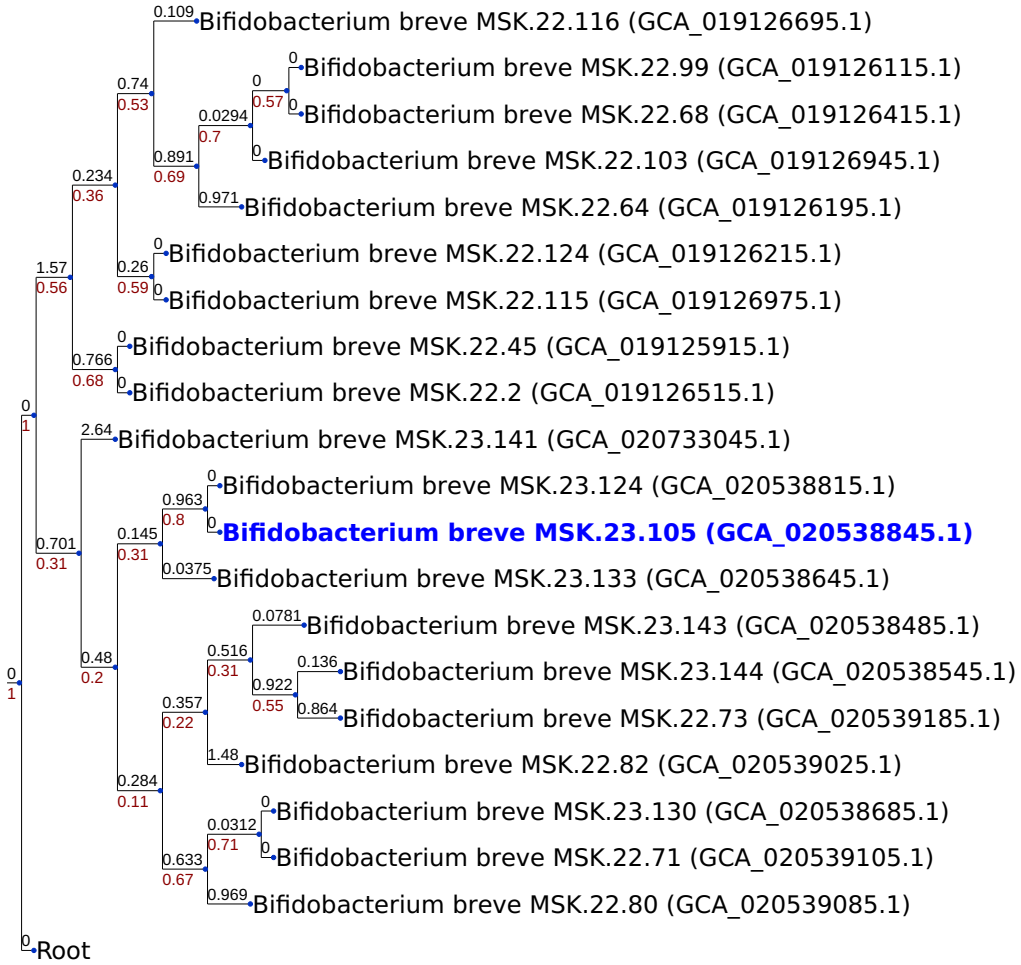 0.109 Bifidobacterium breve MSK.22.116 (GCA_019126695.1)
0 Bifidobacterium breve MSK.22.99 (GCA_019126115.1)
0.74 0
0.53 0.57
0 Bifidobacterium breve MSK.22.68 (GCA_019126415.1)
0.0294
0.7
0.891 0 Bifidobacterium breve MSK.22.103 (GCA_019126945.1)
0.69
0.234
0.36
0.971 Bifidobacterium breve MSK.22.64 (GCA_019126195.1)
0 Bifidobacterium breve MSK.22.124 (GCA_019126215.1)
1.57 0.26
0.56 0.59
0 Bifidobacterium breve MSK.22.115 (GCA_019126975.1)
0 Bifidobacterium breve MSK.22.45 (GCA_019125915.1)
0.766
0.68
0 Bifidobacterium breve MSK.22.2 (GCA_019126515.1)
0
1
2.64 Bifidobacterium breve MSK.23.141 (GCA_020733045.1)
0 Bifidobacterium breve MSK.23.124 (GCA_020538815.1)
0.963
0.8
0 Bifidobacterium breve MSK.23.105 (GCA_020538845.1)
0.701 0.145
0.31 0.31
0.0375 Bifidobacterium breve MSK.23.133 (GCA_020538645.1)
0.0781 Bifidobacterium breve MSK.23.143 (GCA_020538485.1)
0.48 0.516
0.2 0.31
0.136 Bifidobacterium breve MSK.23.144 (GCA_020538545.1)
0 0.922
1 0.55
0.357 0.864 Bifidobacterium breve MSK.22.73 (GCA_020539185.1)
0.22
1.48 Bifidobacterium breve MSK.22.82 (GCA_020539025.1)
0.284
0.11
0 Bifidobacterium breve MSK.23.130 (GCA_020538685.1)
0.0312
0.71
0 Bifidobacterium breve MSK.22.71 (GCA_020539105.1)
0.633
0.67
0.969 Bifidobacterium breve MSK.22.80 (GCA_020539085.1)
0 Root